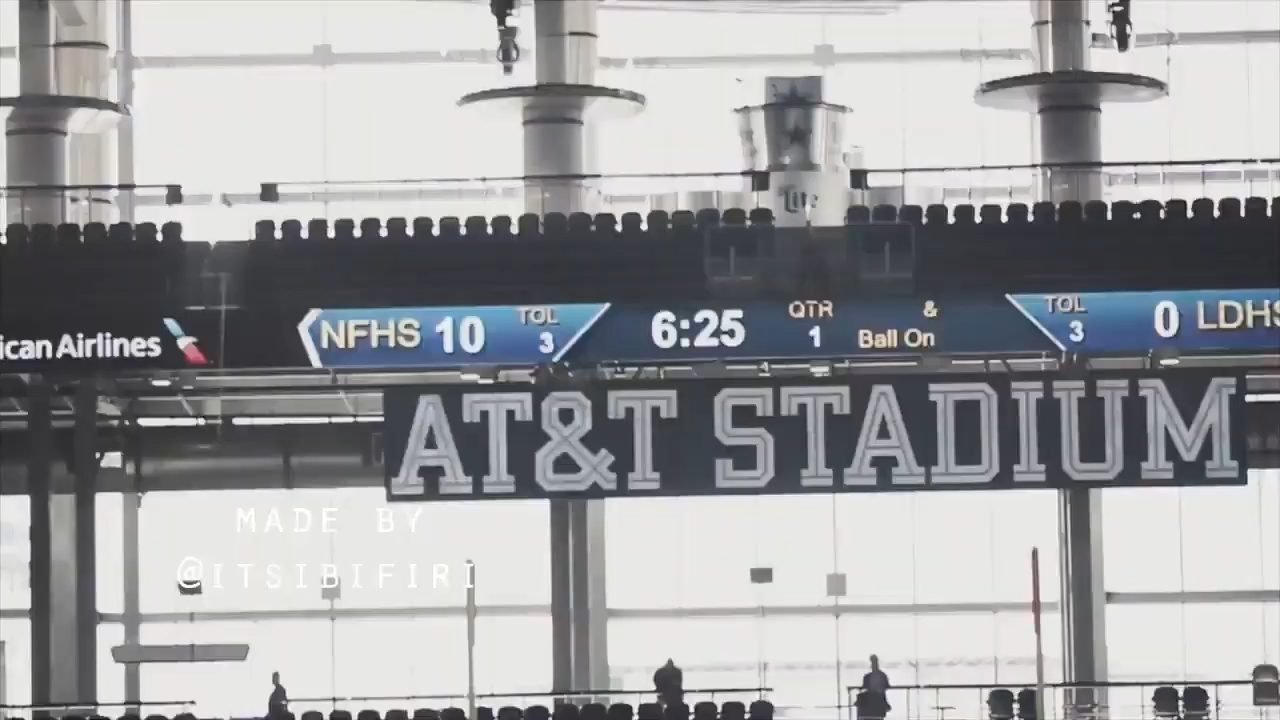 Lite
ican Airlines
NFHS 10 TOL 3
6:25 QTR 1 & Ball On
TOL 3 0 LDHS
AT&T STADIUM
MADE BY
@ITSIBIFIRI